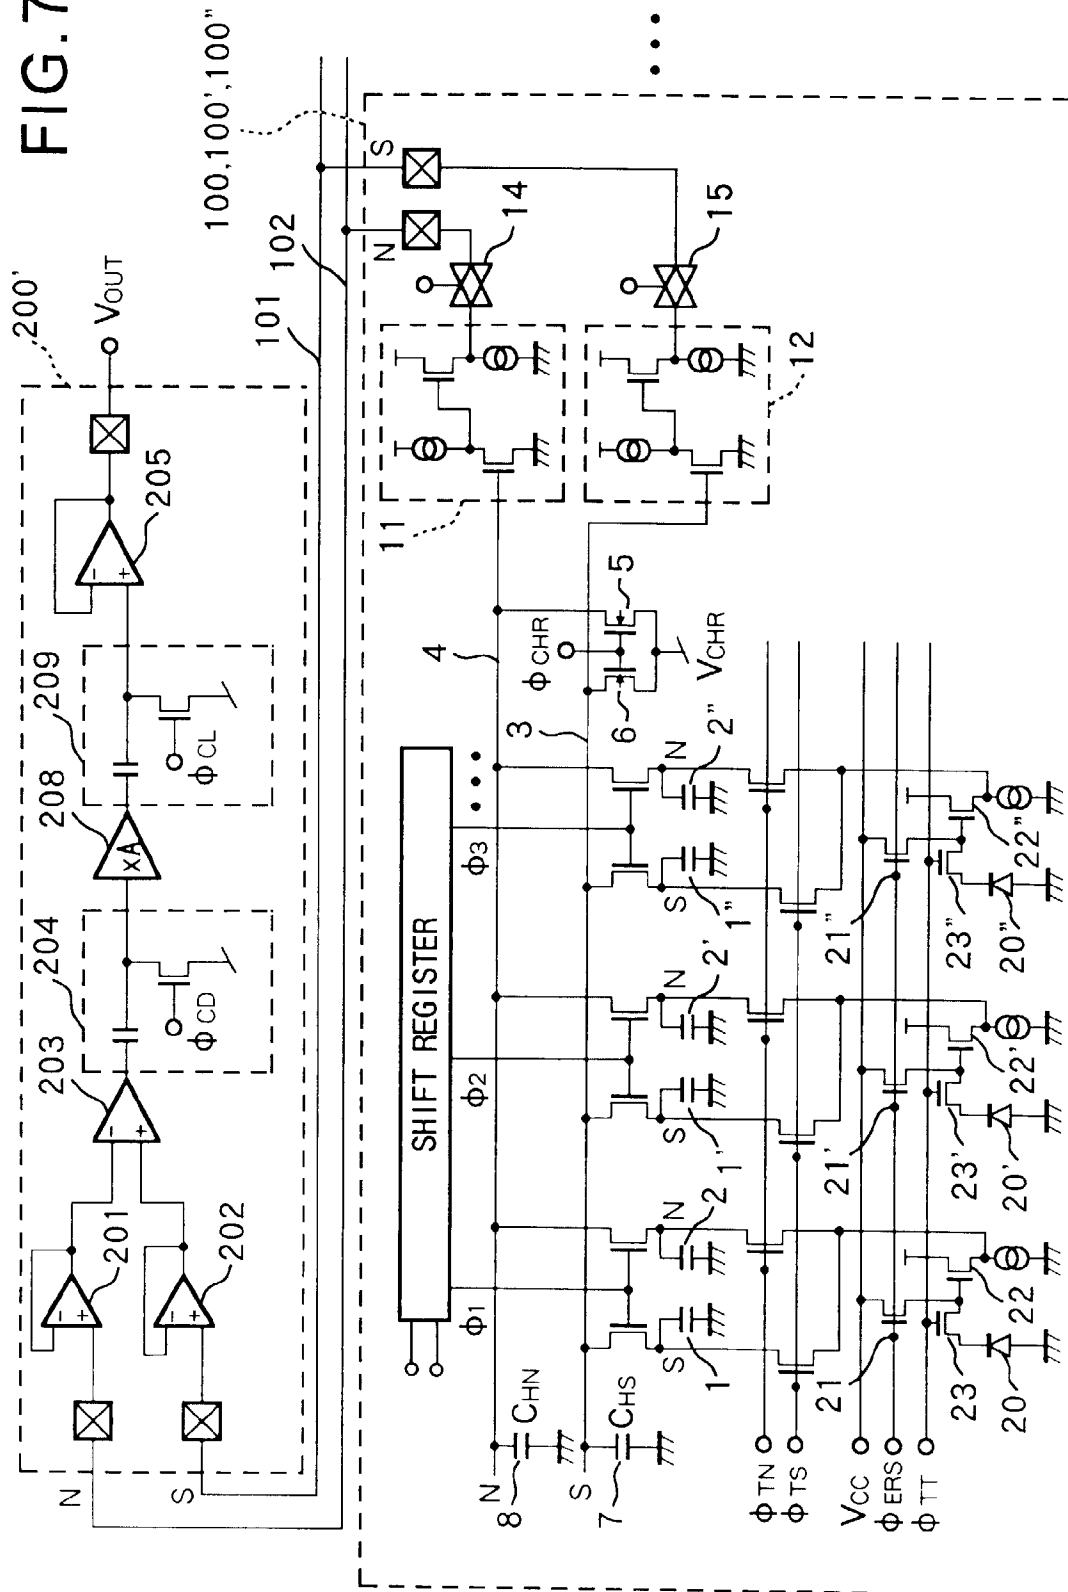 FIG. 7
200'
VOUT
205
209
208
ΦCL
xA
204
203
ΦCD
201
202
-
+
-
+
-
+
-
+
N
S
101
102
100,100',100"
S
N
14
15
11
12
4
3
ΦCHR
5
6
VCHR
SHIFT REGISTER
Φ1
Φ2
Φ3
N
8
CHN
S
7
CHS
S
1
N
2
S
1'
N
2'
S
1"
N
2"
ΦTN
ΦTS
VCC
ΦERS
ΦTT
21
22
23
20
21'
22'
23'
20'
21"
22"
23"
20"